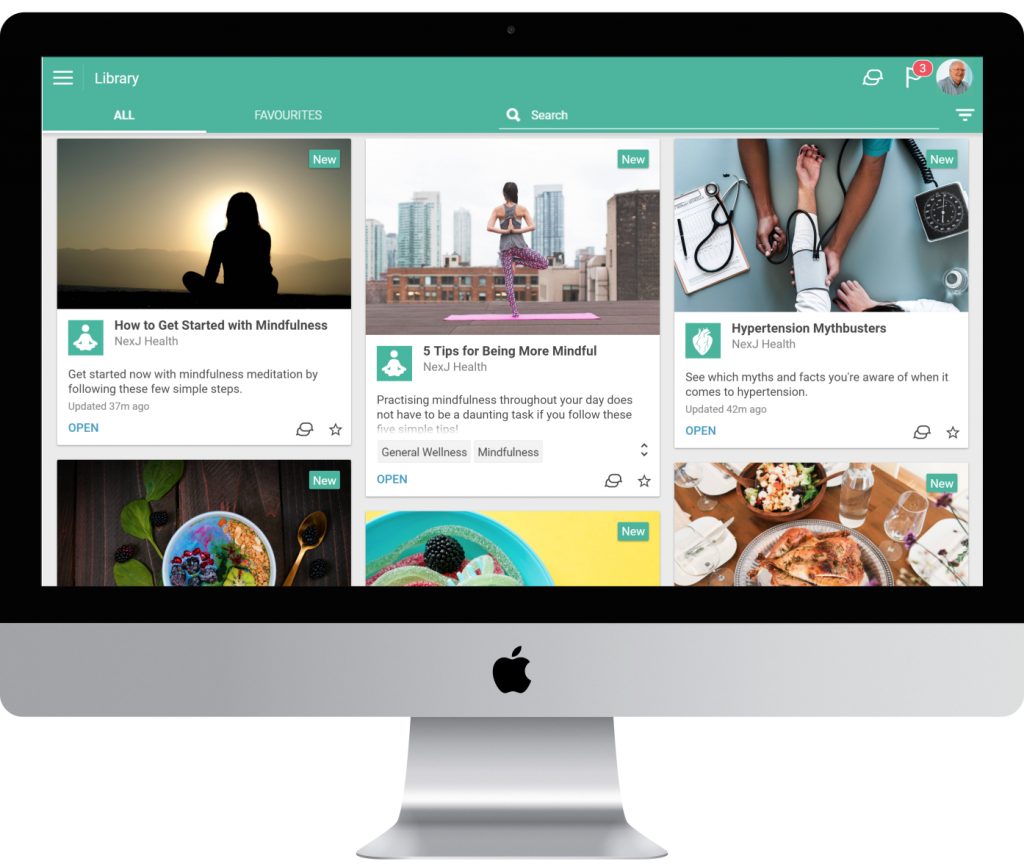 Library
3
ALL
FAVOURITES
Search
New
How to Get Started with Mindfulness
NexJ Health
Get started now with mindfulness meditation by
following these few simple steps.
Updated 37m ago
OPEN
New
5 Tips for Being More Mindful
NexJ Health
Practising mindfulness throughout your day does
not have to be a daunting task if you follow these
five simple tips!
General Wellness
Mindfulness
OPEN
New
Hypertension Mythbusters
NexJ Health
See which myths and facts you're aware of when it
comes to hypertension.
Updated 42m ago
OPEN
New
New
New